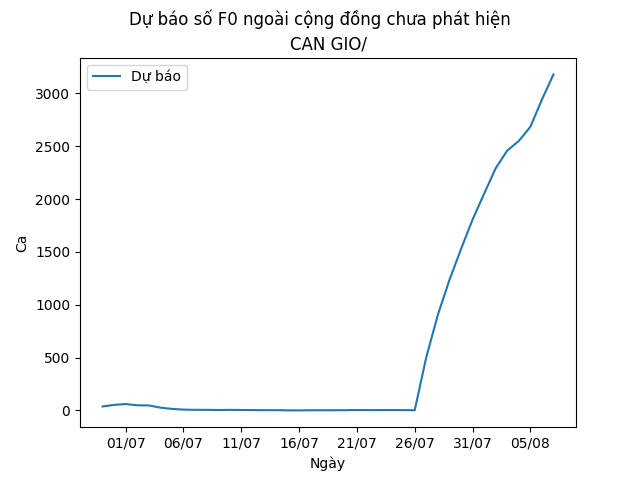 Dự báo số F0 ngoài cộng đồng chưa phát hiện
CAN GIO/
Dự báo
3000
2500
2000
1500
1000
500
0
Ca
01/07 06/07 11/07 16/07 21/07 26/07 31/07 05/08
Ngày